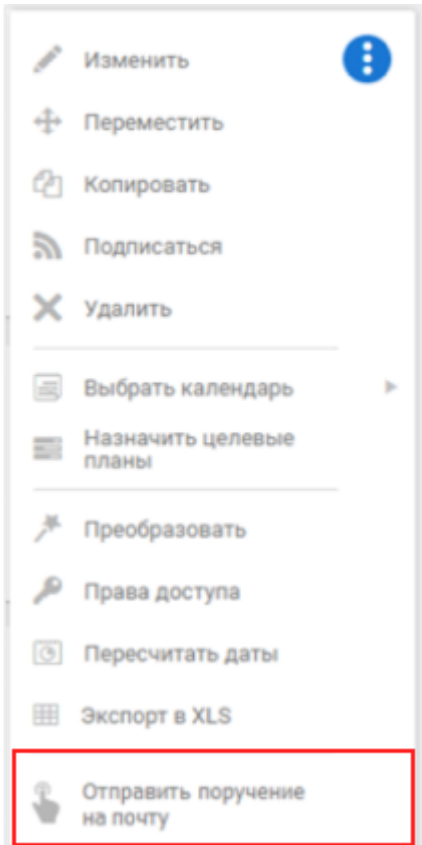 Изменить
Переместить
Копировать
Подписаться
Удалить
Выбрать календарь
Назначить целевые
планы
Преобразовать
Права доступа
Пересчитать даты
Экспорт в XLS
Отправить поручение
на почту